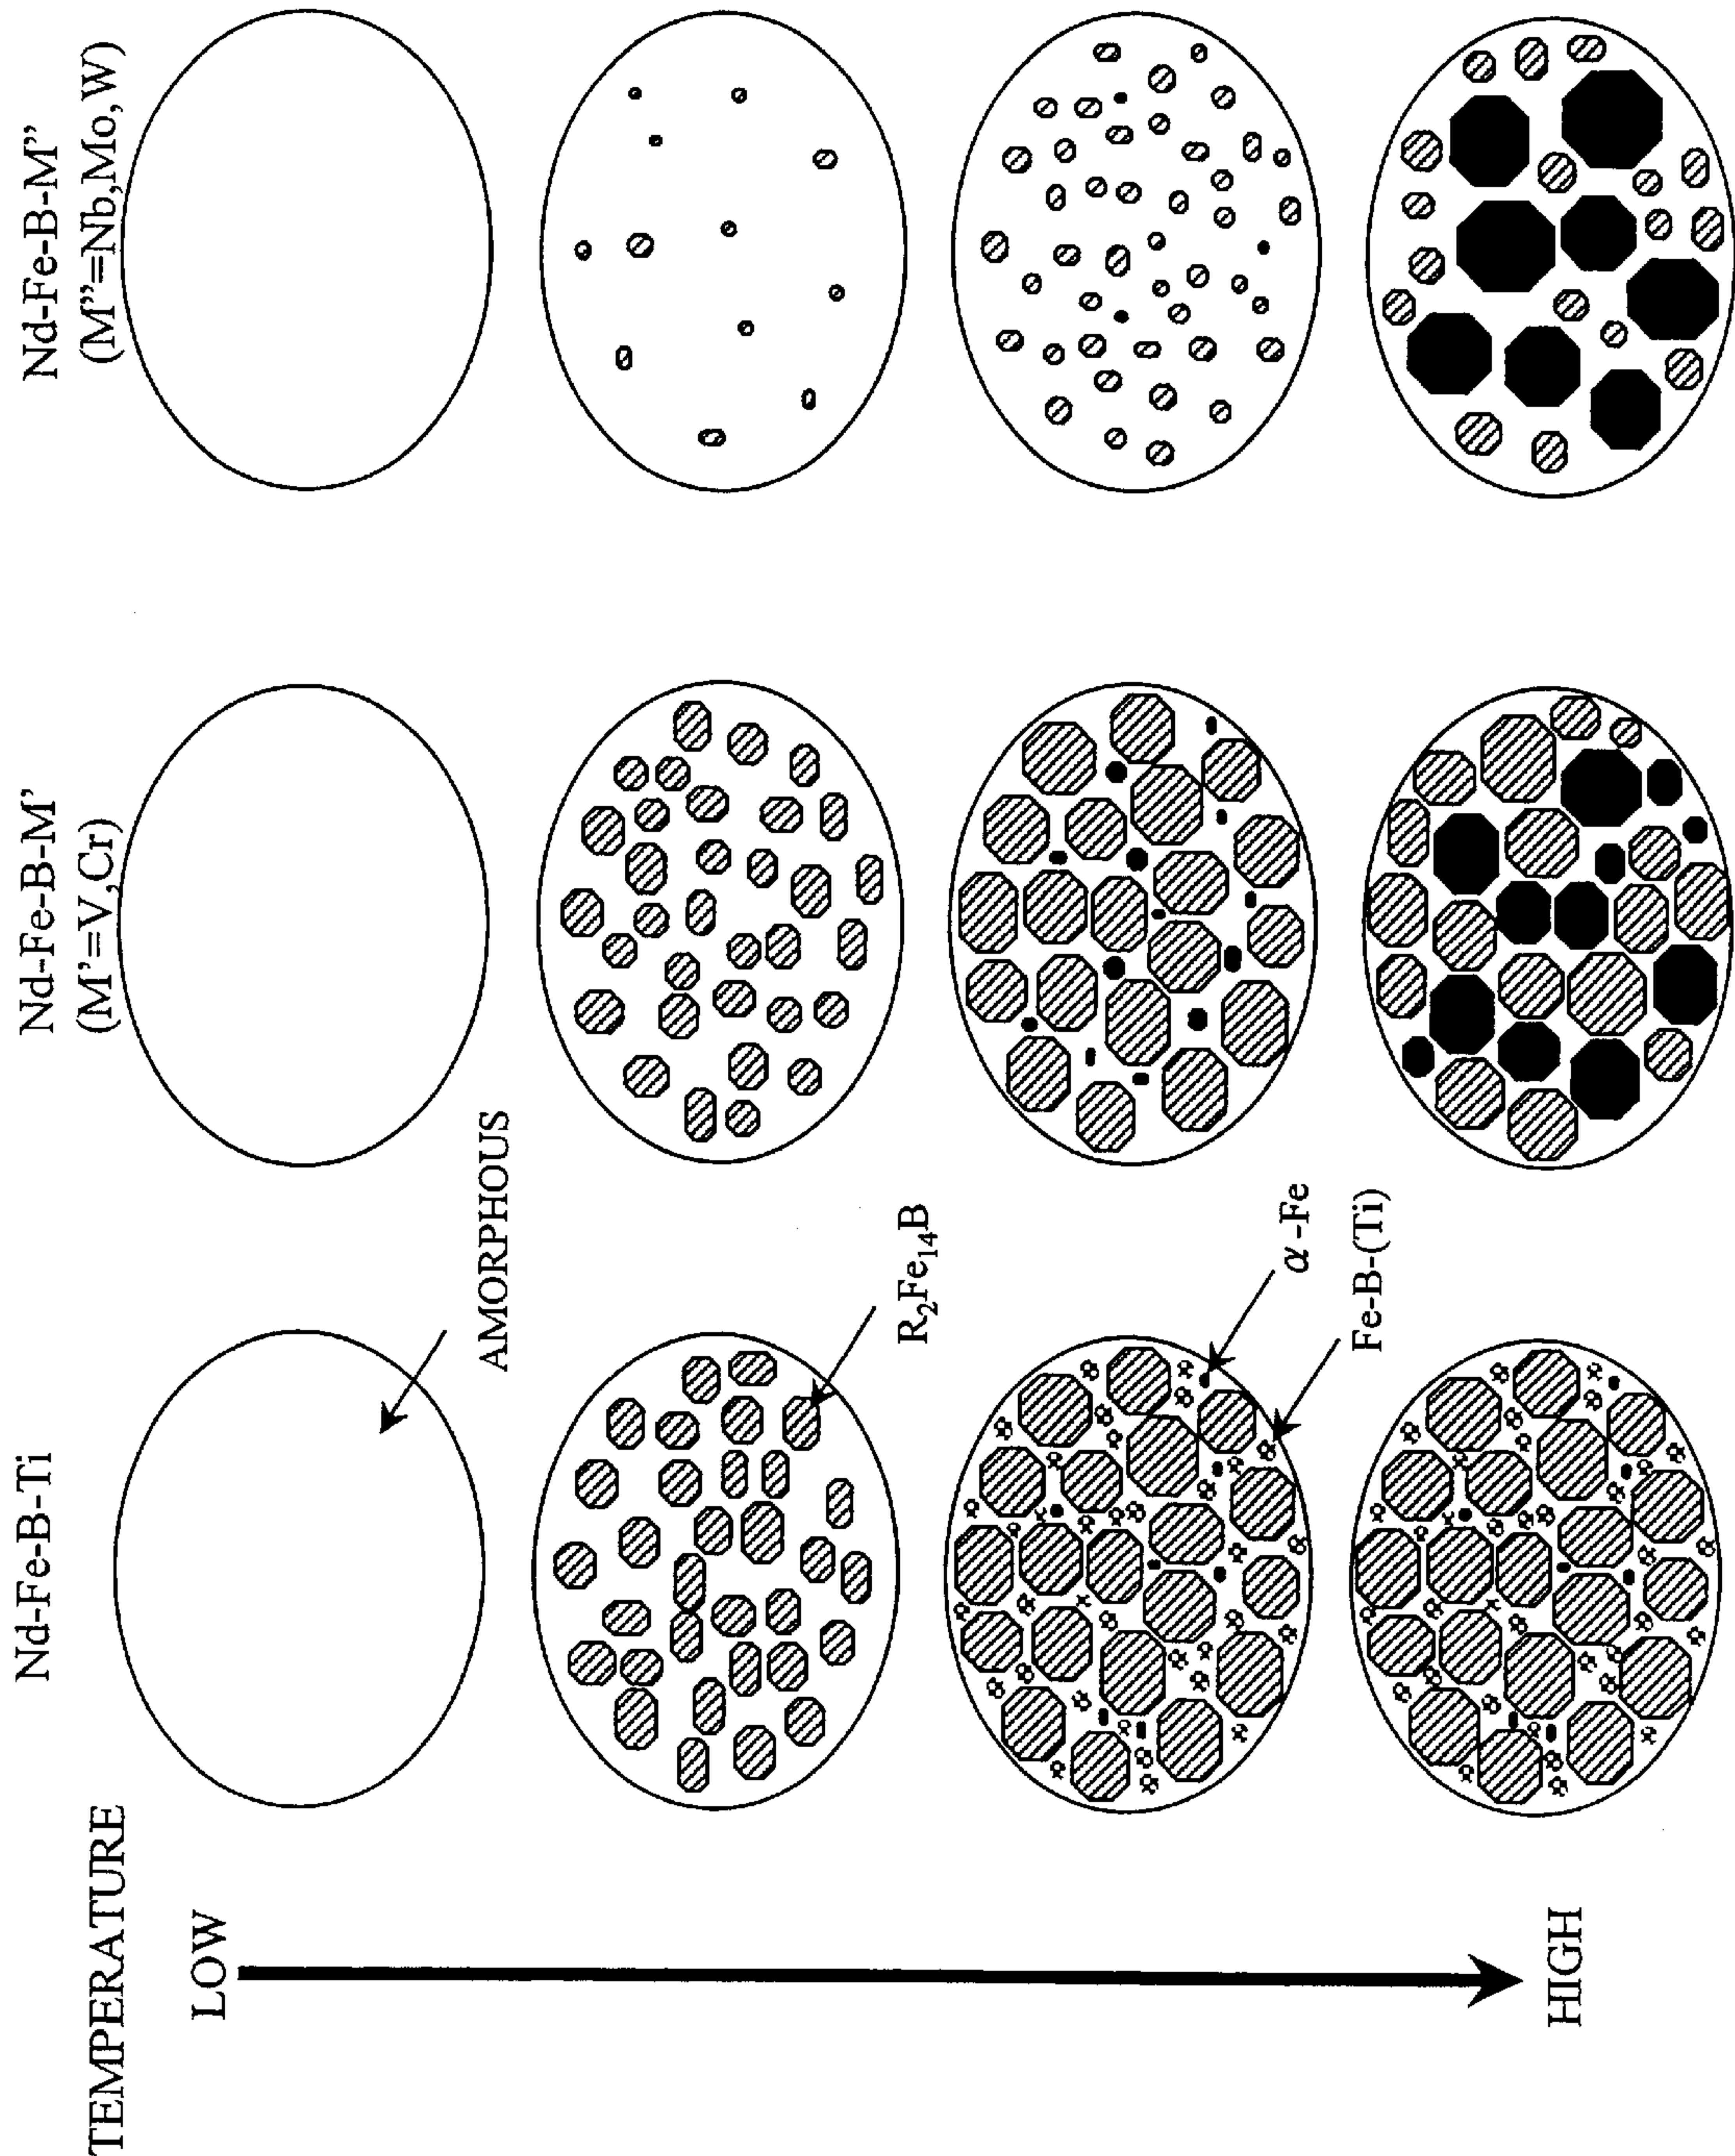 TEMPERATURE
LOW
HIGH
Nd-Fe-B-Ti
AMORPHOUS
R₂Fe₁₄B
α-Fe
Fe-B-(Ti)
Nd-Fe-B-M’
(M’=V,Cr)
Nd-Fe-B-M”
(M”=Nb,Mo,W)